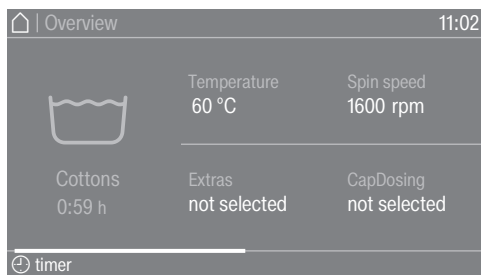 | Overview 11:02
Temperature Spin speed
60 °C 1600 rpm
Cottons Extras CapDosing
0:59 h not selected not selected
timer